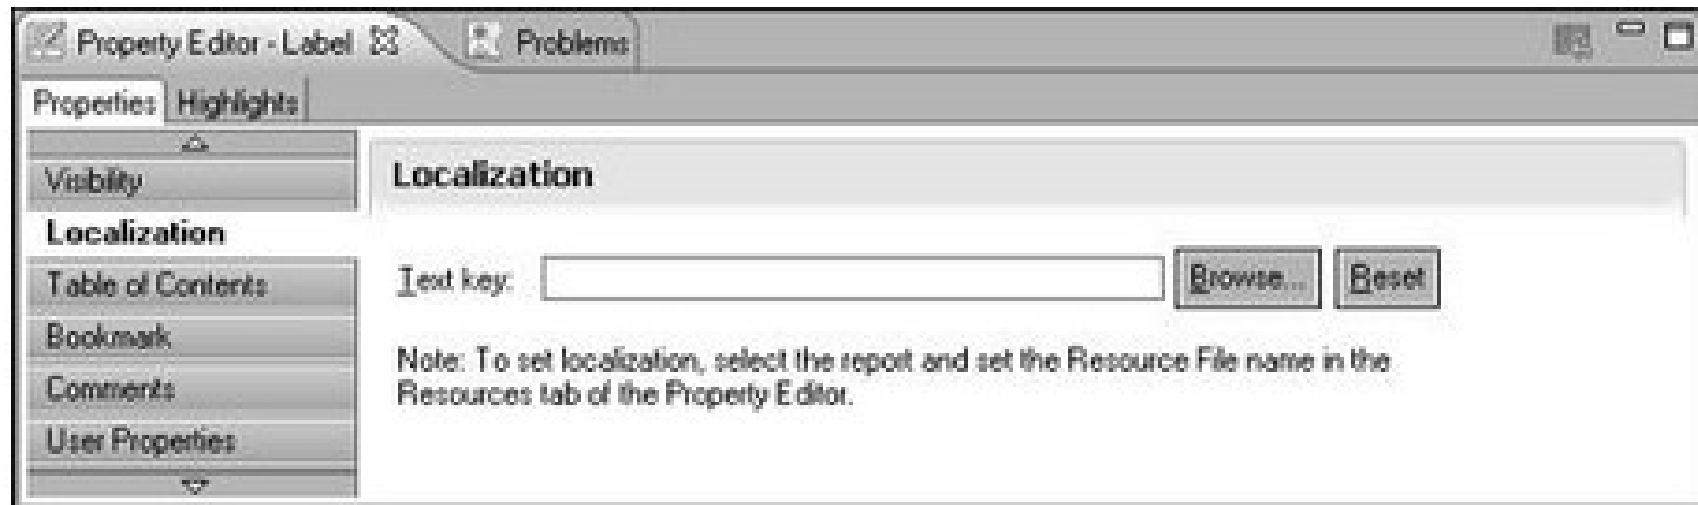 Property Editor - Label
Problems
Properties
Highlights
Visibility
Localization
Table of Contents
Bookmark
Comments
User Properties
Localization
Text key:
Browse...
Reset
Note: To set localization, select the report and set the Resource File name in the
Resources tab of the Property Editor.